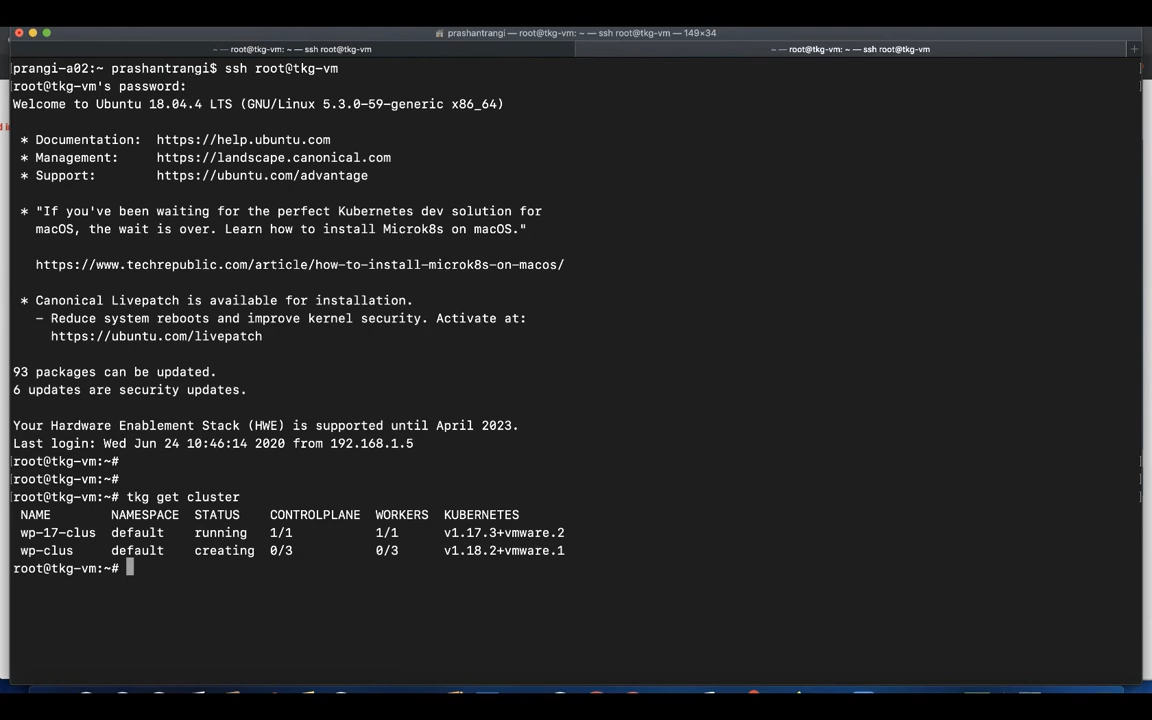 prashantrangi — root@tkg-vm: ~ — ssh root@tkg-vm — 149×34
~ — root@tkg-vm: ~ — ssh root@tkg-vm
~ — root@tkg-vm: ~ — ssh root@tkg-vm
prangi-a02:~ prashantrangi$ ssh root@tkg-vm
root@tkg-vm's password:
Welcome to Ubuntu 18.04.4 LTS (GNU/Linux 5.3.0-59-generic x86_64)
* Documentation: https://help.ubuntu.com
* Management: https://landscape.canonical.com
* Support: https://ubuntu.com/advantage
* "If you've been waiting for the perfect Kubernetes dev solution for
macOS, the wait is over. Learn how to install Microk8s on macOS."
https://www.techrepublic.com/article/how-to-install-microk8s-on-macos/
* Canonical Livepatch is available for installation.
- Reduce system reboots and improve kernel security. Activate at:
https://ubuntu.com/livepatch
93 packages can be updated.
6 updates are security updates.
Your Hardware Enablement Stack (HWE) is supported until April 2023.
Last login: Wed Jun 24 10:46:14 2020 from 192.168.1.5
root@tkg-vm:~#
root@tkg-vm:~#
root@tkg-vm:~# tkg get cluster
NAME NAMESPACE STATUS CONTROLPLANE WORKERS KUBERNETES
wp-17-clus default running 1/1 1/1 v1.17.3+vmware.2
wp-clus default creating 0/3 0/3 v1.18.2+vmware.1
root@tkg-vm:~#